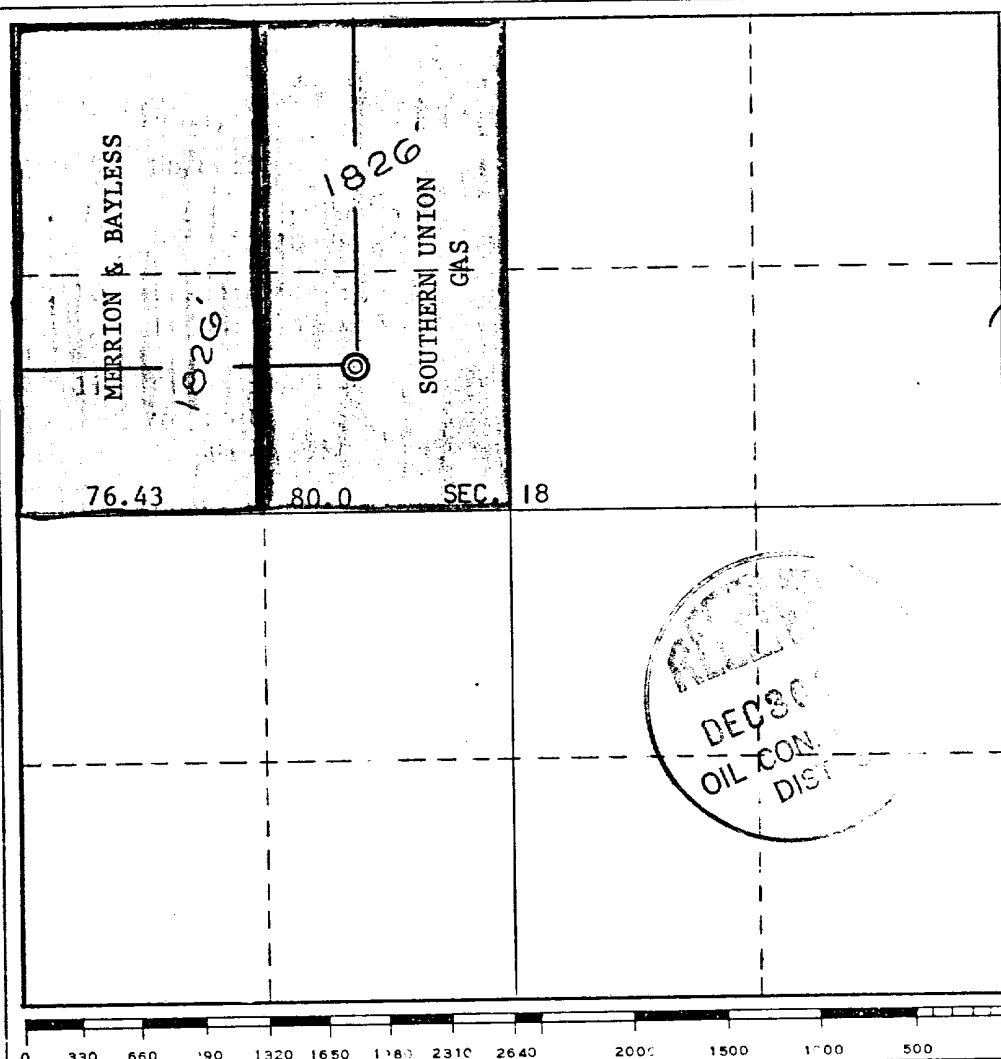 MERRION & BAYLESS
1826'
1826'
SOUTHERN UNION
GAS
76.43 80.0 SEC. 18
DEC 30
OIL CON.
DIST
0 330 660 1320 1650 2310 2640 2000 1500 1000 500